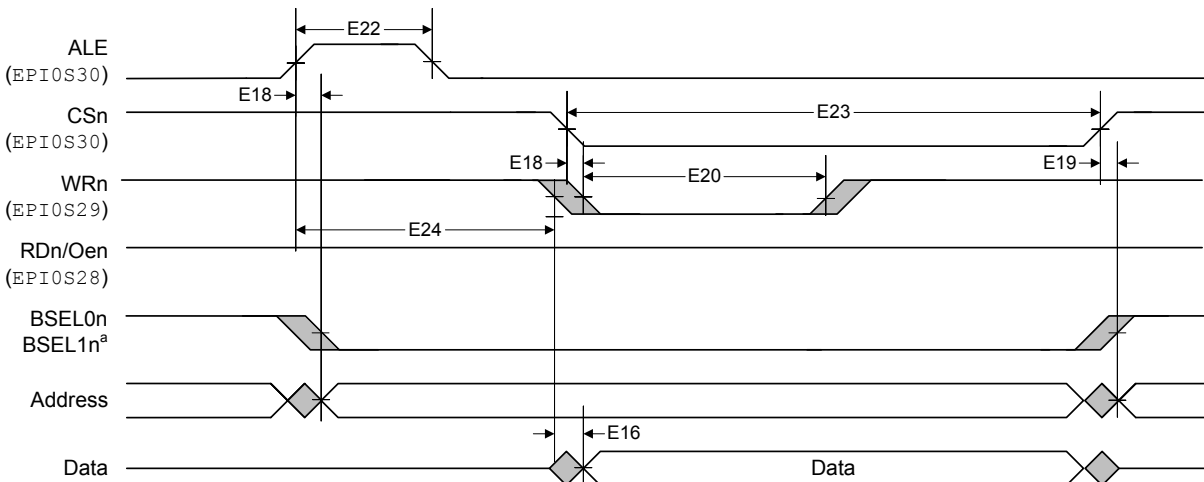 E22
ALE
(EPI0S30)
E18
CSn
(EPI0S30)
E23
E18
E19
WRn
(EPI0S29)
E20
E24
RDn/Oen
(EPI0S28)
BSEL0n
BSEL1nᵃ
Address
E16
Data
Data